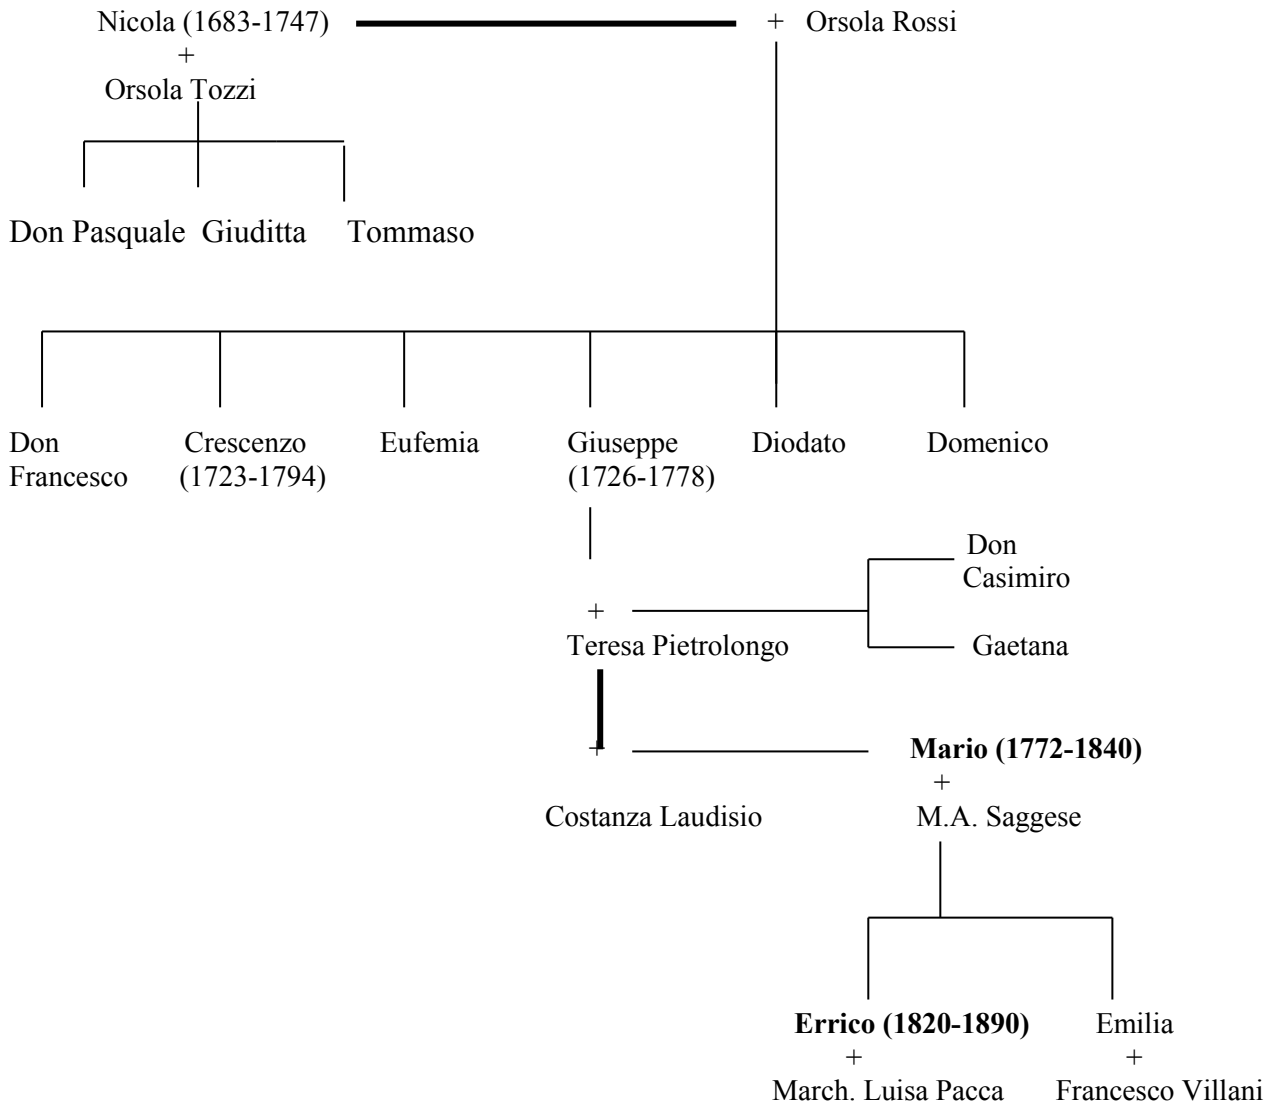 Nicola (1683-1747) + Orsola Rossi
+
Orsola Tozzi
Don Pasquale Giuditta Tommaso
Don Crescenzo Eufemia Giuseppe Diodato Domenico
Francesco (1723-1794) (1726-1778)
Don
Casimiro
+
Teresa Pietrolongo Gaetana
+ Mario (1772-1840)
+
Costanza Laudisio M.A. Saggese
Errico (1820-1890) Emilia
+ +
March. Luisa Pacca Francesco Villani